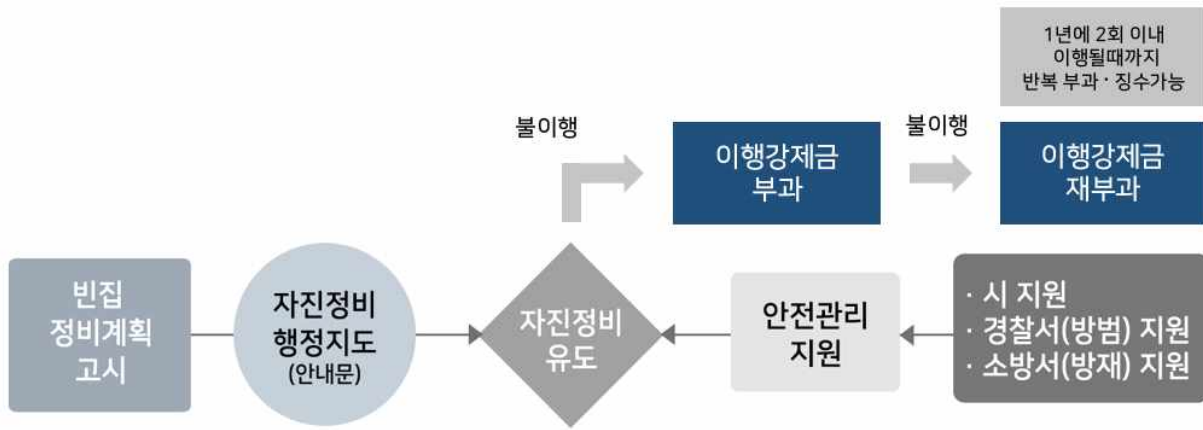 1년에 2회 이내
이행될때까지
반복 부과 · 징수가능
불이행
이행강제금
부과
불이행
이행강제금
재부과
빈집
정비계획
고시
자진정비
행정지도
(안내문)
자진정비
유도
안전관리
지원
· 시 지원
· 경찰서(방범) 지원
· 소방서(방재) 지원